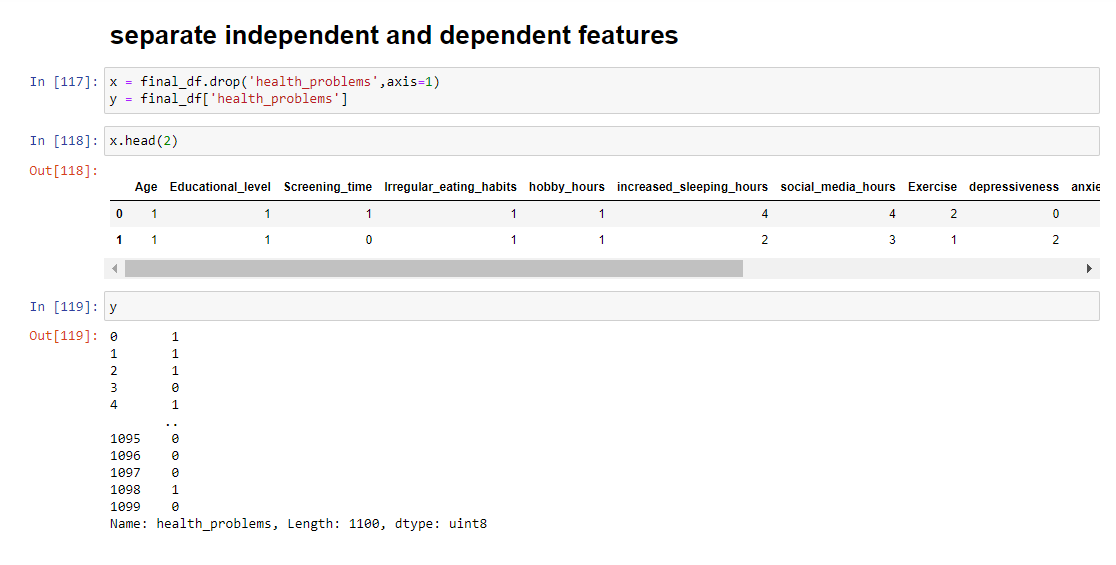 separate independent and dependent features
In [117]: x = final_df.drop('health_problems',axis=1)
y = final_df['health_problems']
In [118]: x.head(2)
Out[118]:
Age Educational_level Screening_time Irregular_eating_habits hobby_hours increased_sleeping_hours social_media_hours Exercise depressiveness anxie
0 1 1 1 1 1 4 4 2 0
1 1 1 0 1 1 2 3 1 2
In [119]: y
Out[119]: 0 1
1 1
2 1
3 0
4 1
..
1095 0
1096 0
1097 0
1098 1
1099 0
Name: health_problems, Length: 1100, dtype: uint8